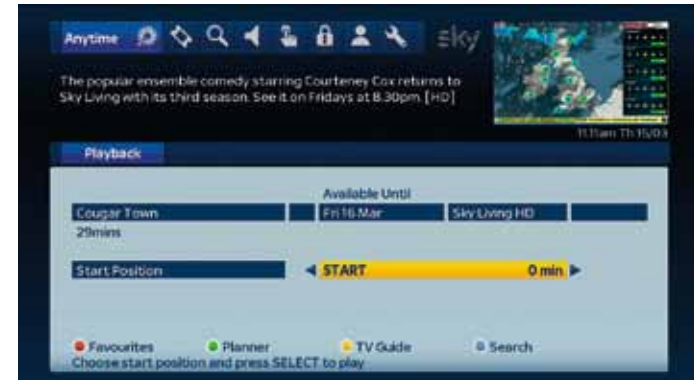 Anytime
sky
The popular ensemble comedy starring Courteney Cox returns to
Sky Living with its third season. See it on Fridays at 8.30pm. [HD]
11.11am Th 15/03
Playback
Available Until
Cougar Town Fri 16 Mar Sky Living HD
29mins
Start Position START 0 min
Favourites Planner TV Guide Search
Choose start position and press SELECT to play